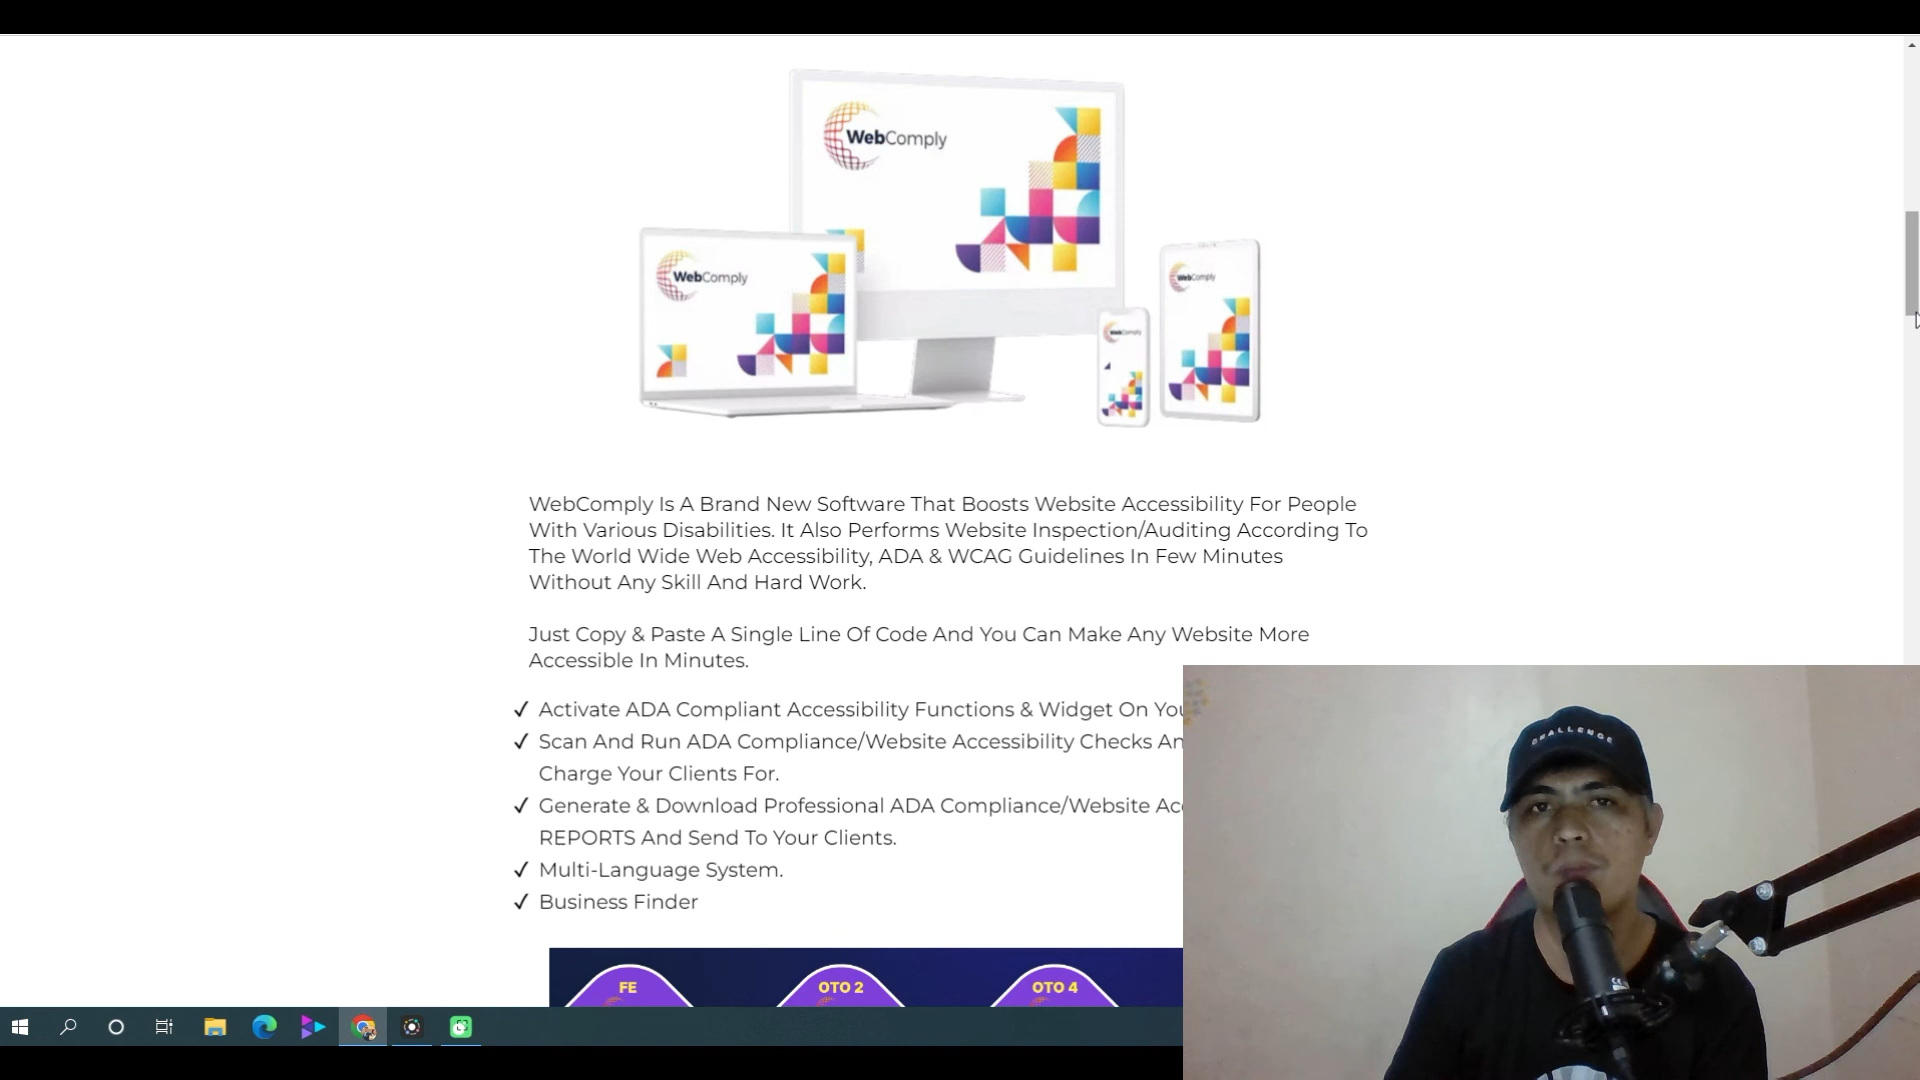 WebComply
WebComply
WebComply
WebComply
WebComply Is A Brand New Software That Boosts Website Accessibility For People
With Various Disabilities. It Also Performs Website Inspection/Auditing According To
The World Wide Web Accessibility, ADA & WCAG Guidelines In Few Minutes
Without Any Skill And Hard Work.
Just Copy & Paste A Single Line Of Code And You Can Make Any Website More
Accessible In Minutes.
✓ Activate ADA Compliant Accessibility Functions & Widget On
✓ Scan And Run ADA Compliance/Website Accessibility Checks
Charge Your Clients For.
✓ Generate & Download Professional ADA Compliance/Website
REPORTS And Send To Your Clients.
✓ Multi-Language System.
✓ Business Finder
CHALLENGE
FE
OTO 2
OTO 4